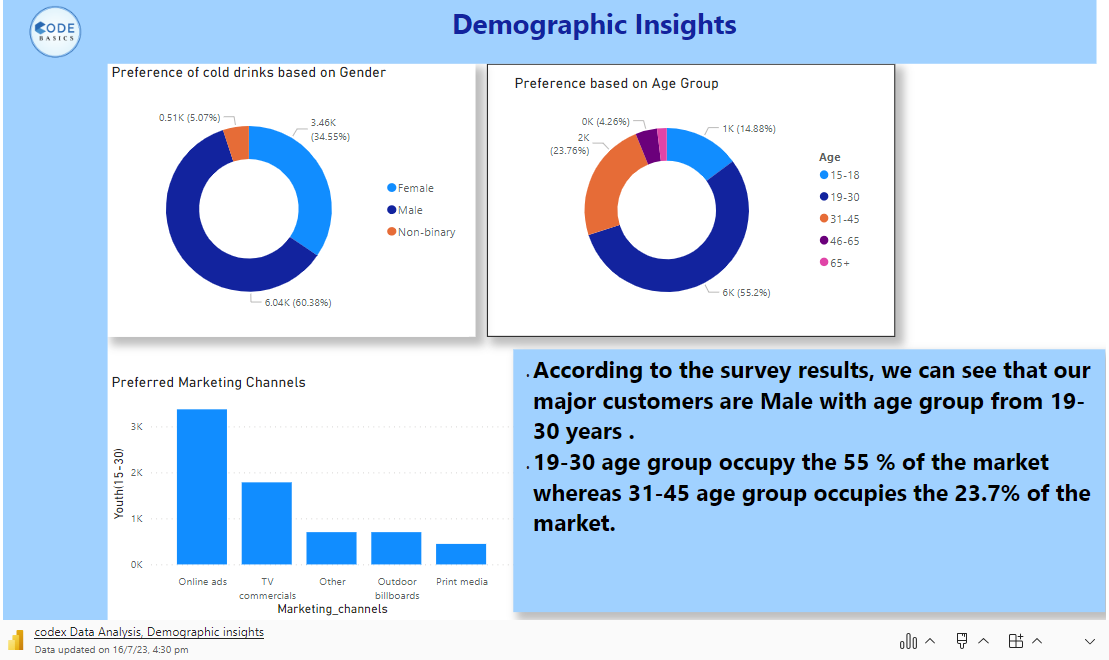 CODE
BASICS
Demographic Insights
Preference of cold drinks based on Gender
0.51K (5.07%)
3.46K
(34.55%)
6.04K (60.38%)
Female
Male
Non-binary
Preference based on Age Group
0K (4.26%)
2K
(23.76%)
1K (14.88%)
6K (55.2%)
Age
15-18
19-30
31-45
46-65
65+
Preferred Marketing Channels
Youth(15-30)
3K
2K
1K
0K
Online ads
TV
commercials
Other
Outdoor
billboards
Print media
Marketing_channels
. According to the survey results, we can see that our
major customers are Male with age group from 19-
30 years .
. 19-30 age group occupy the 55 % of the market
whereas 31-45 age group occupies the 23.7% of the
market.
codex Data Analysis, Demographic insights
Data updated on 16/7/23, 4:30 pm